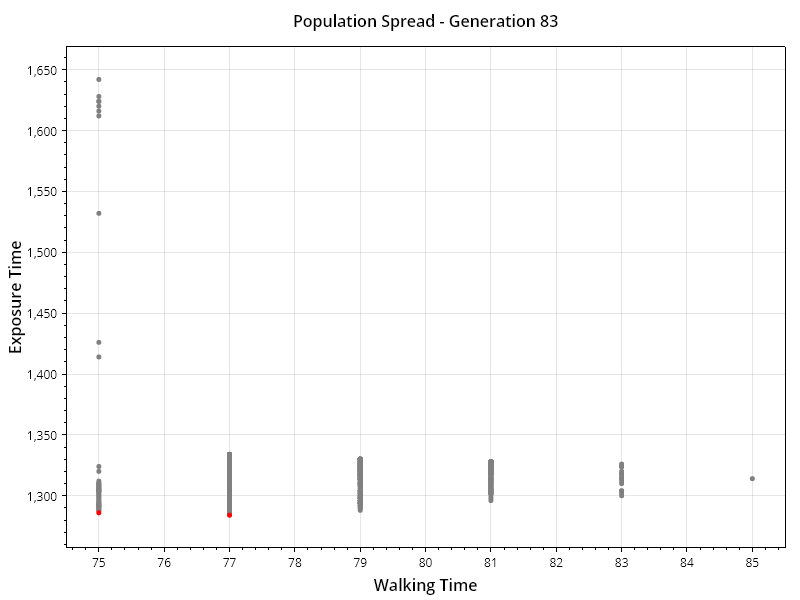 Population Spread - Generation 83
Exposure Time
1,650
1,600
1,550
1,500
1,450
1,400
1,350
1,300
75 76 77 78 79 80 81 82 83 84 85
Walking Time